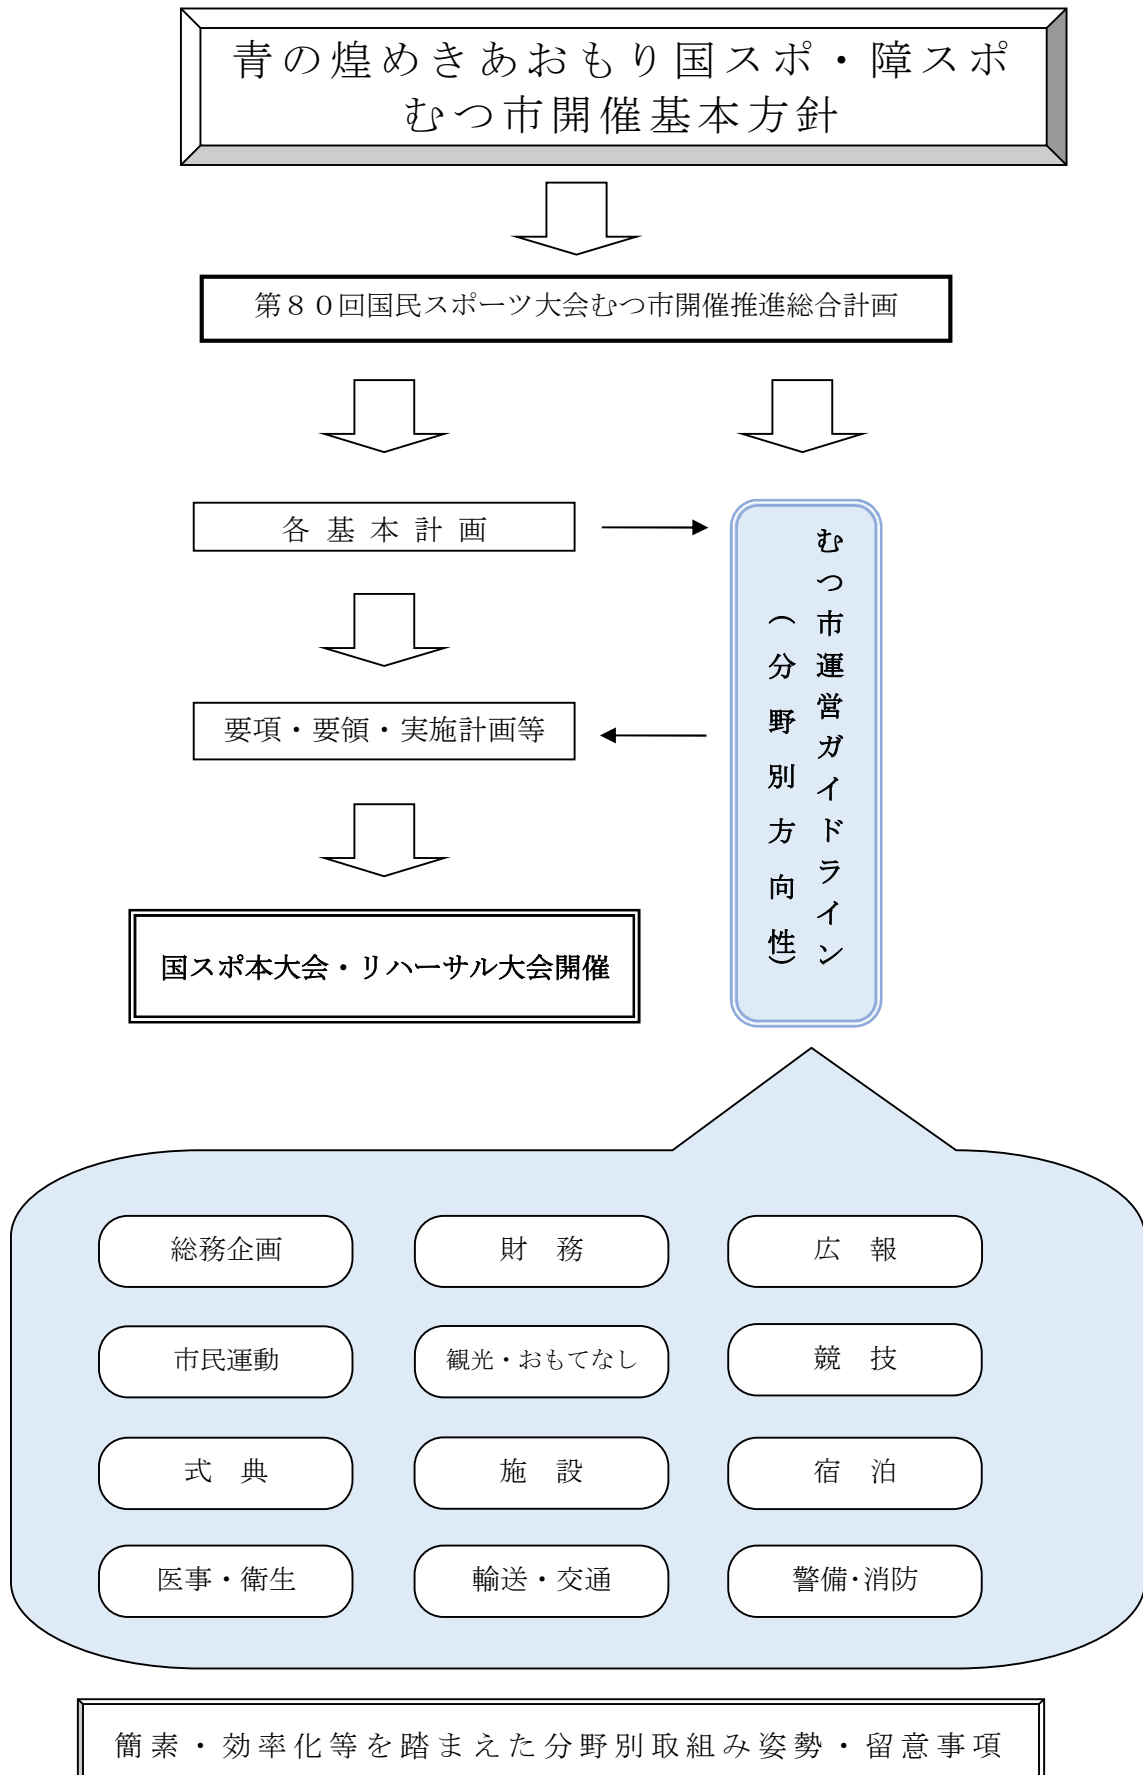 青の煌めきあおもり国スポ・障スポ
むつ市開催基本方針
第８０回国民スポーツ大会むつ市開催推進総合計画
各基本計画
むつ市運営ガイドライン
（分野別方向性）
要項・要領・実施計画等
国スポ本大会・リハーサル大会開催
総務企画
財　務
広　報
市民運動
観光・おもてなし
競　技
式　典
施　設
宿　泊
医事・衛生
輸送・交通
警備･消防
簡素・効率化等を踏まえた分野別取組み姿勢・留意事項